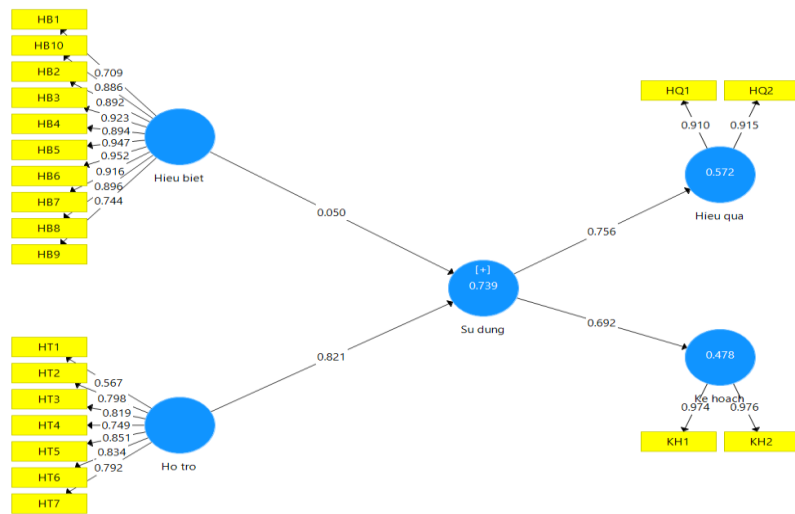 HB1
HB10
HB2
HB3
HB4
HB5
HB6
HB7
HB8
HB9
0.709
0.886
0.892
0.923
0.894
0.947
0.952
0.916
0.896
0.744
Hieu biet
0.050
HT1
HT2
HT3
HT4
HT5
HT6
HT7
0.567
0.798
0.819
0.749
0.851
0.834
0.792
Ho tro
0.821
[+]
0.739
Su dung
0.756
0.692
HQ1
HQ2
0.910
0.915
0.572
Hieu qua
0.478
Ke hoach
0.974
0.976
KH1
KH2